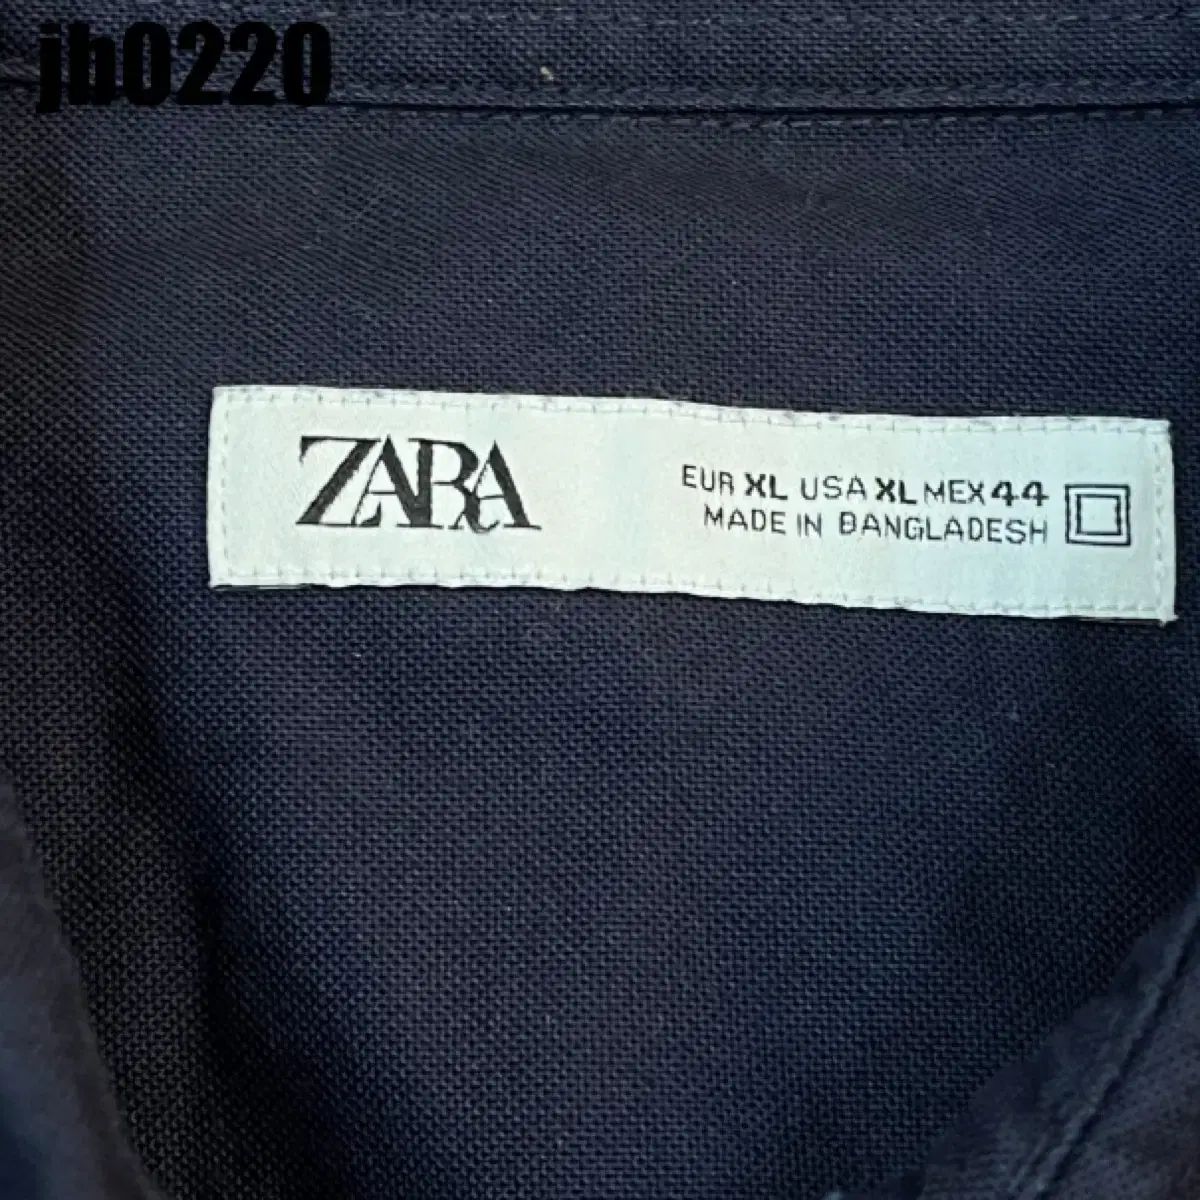 jb0220
ZARA
EUR XL USA XL MEX 44
MADE IN BANGLADESH